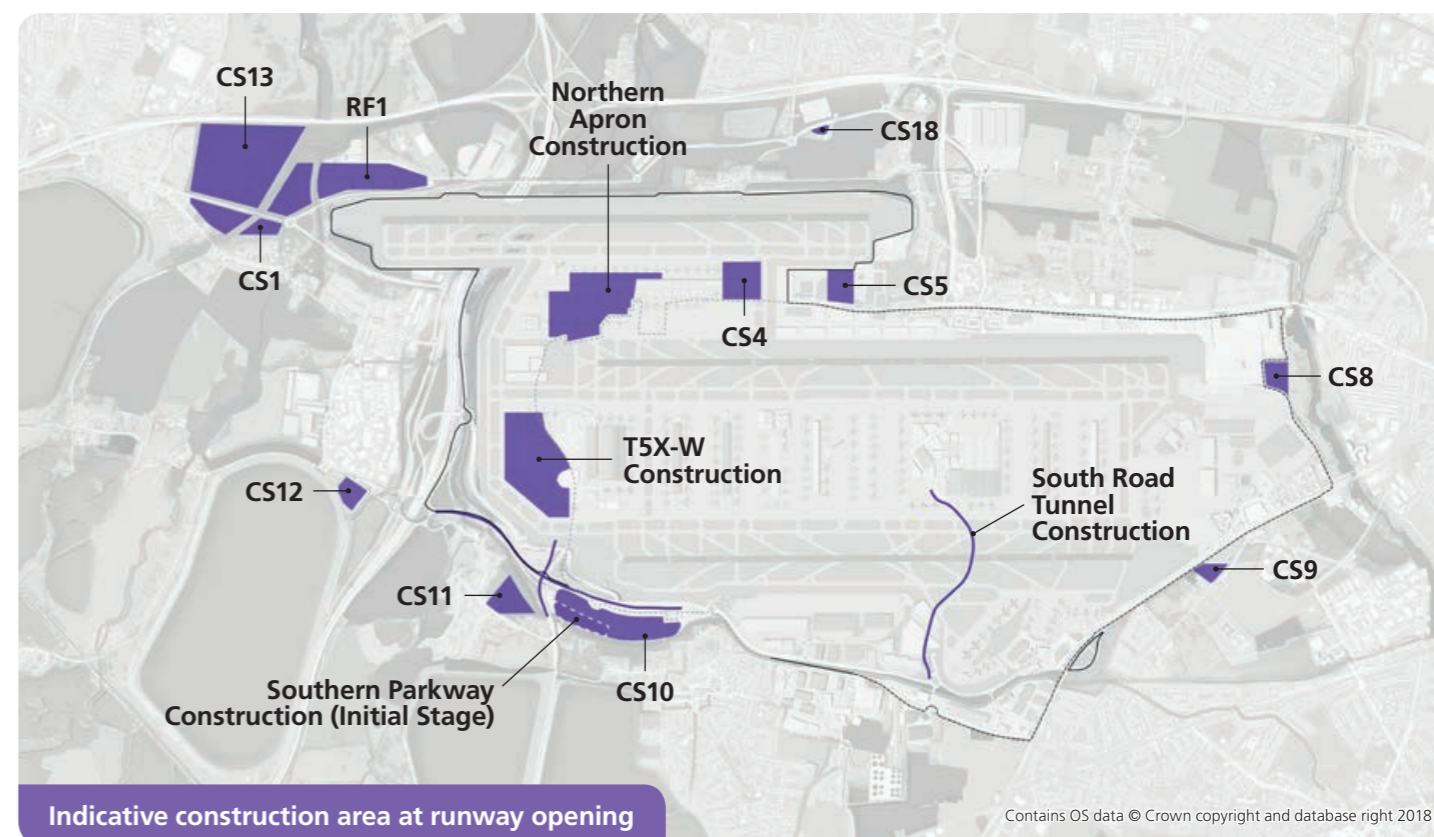 CS13
RF1
Northern
Apron
Construction
CS18
CS1
CS4
CS5
CS8
T5X-W
Construction
CS12
South Road
Tunnel
Construction
CS9
CS11
Southern Parkway
Construction (Initial Stage)
CS10
Indicative construction area at runway opening
Contains OS data © Crown copyright and database right 2018